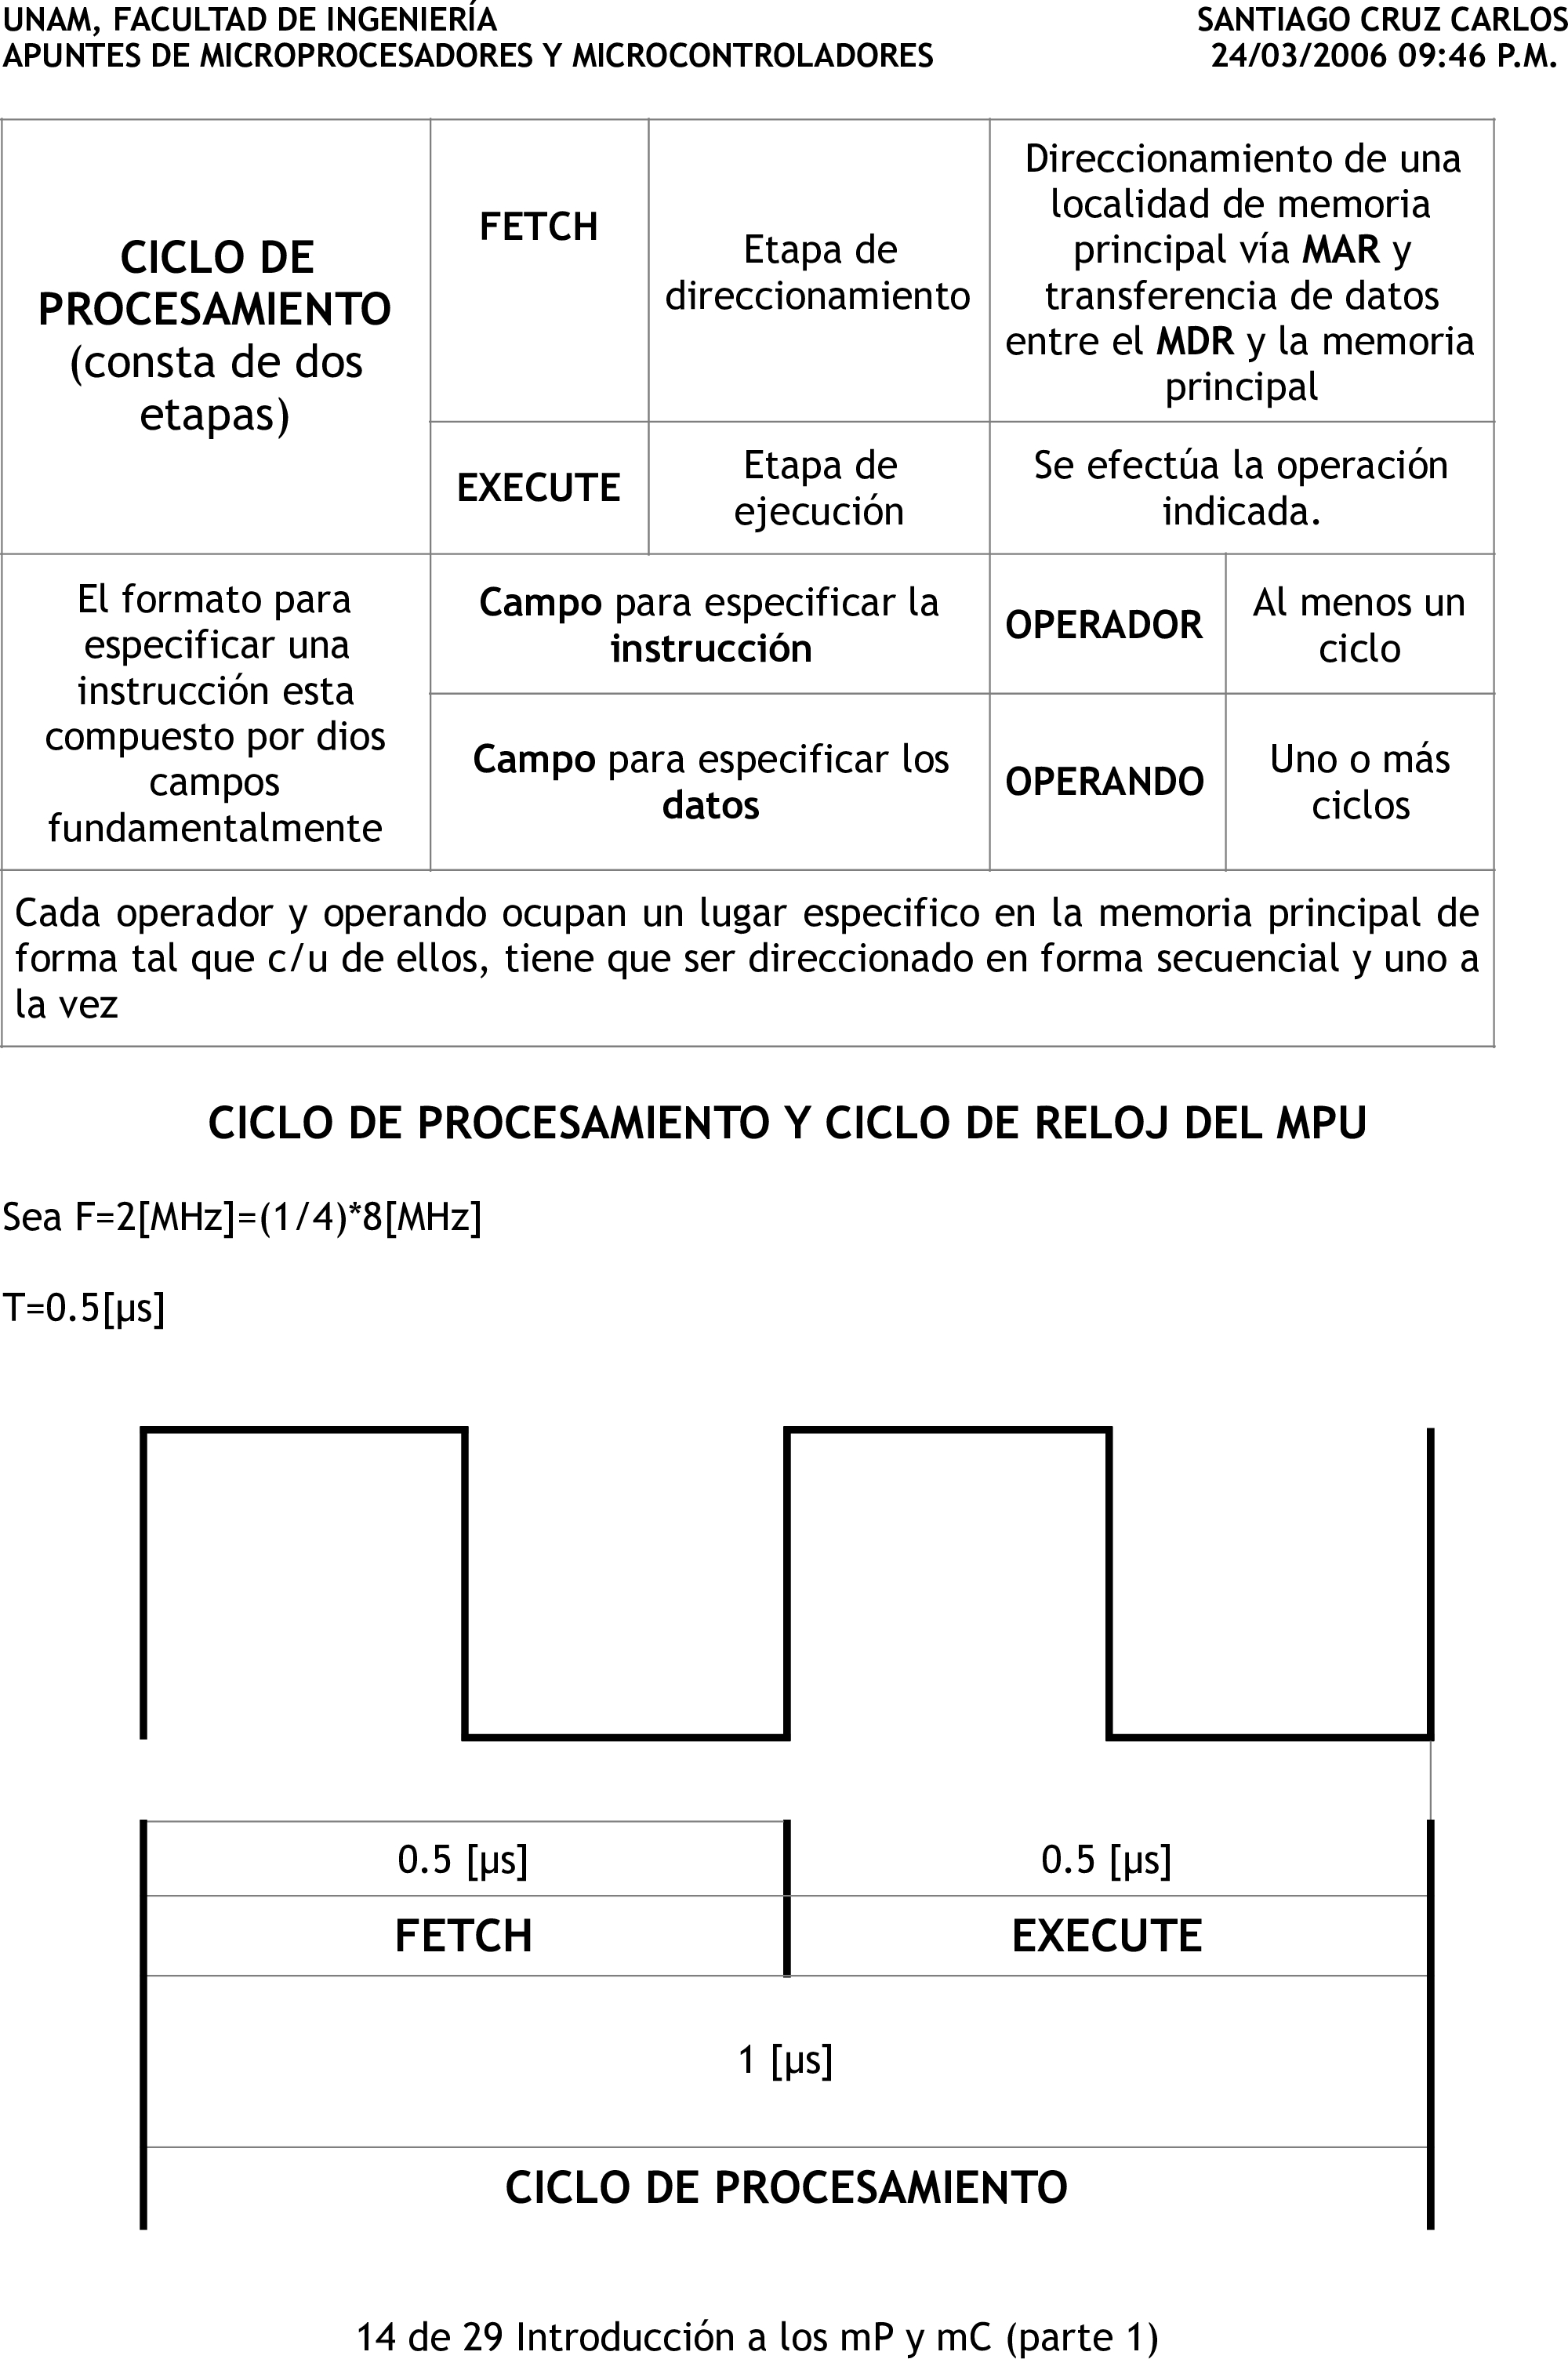 UNAM, FACULTAD DE INGENIERÍA
SANTIAGO CRUZ CARLOS
APUNTES DE MICROPROCESADORES Y MICROCONTROLADORES
24/03/2006 09:46 P.M.
CICLO DE
PROCESAMIENTO
(consta de dos
etapas)
FETCH
Etapa de
direccionamiento
Direccionamiento de una
localidad de memoria
principal vía MAR y
transferencia de datos
entre el MDR y la memoria
principal
EXECUTE
Etapa de
ejecución
Se efectúa la operación
indicada.
El formato para
especificar una
instrucción esta
compuesto por dios
campos
fundamentalmente
Campo para especificar la
instrucción
OPERADOR
Al menos un
ciclo
Campo para especificar los
datos
OPERANDO
Uno o más
ciclos
Cada operador y operando ocupan un lugar especifico en la memoria principal de
forma tal que c/u de ellos, tiene que ser direccionado en forma secuencial y uno a
la vez
CICLO DE PROCESAMIENTO Y CICLO DE RELOJ DEL MPU
Sea F=2[MHz]=(1/4)*8[MHz]
T=0.5[µs]
0.5 [µs]
0.5 [µs]
FETCH
EXECUTE
1 [µs]
CICLO DE PROCESAMIENTO
14 de 29 Introducción a los mP y mC (parte 1)